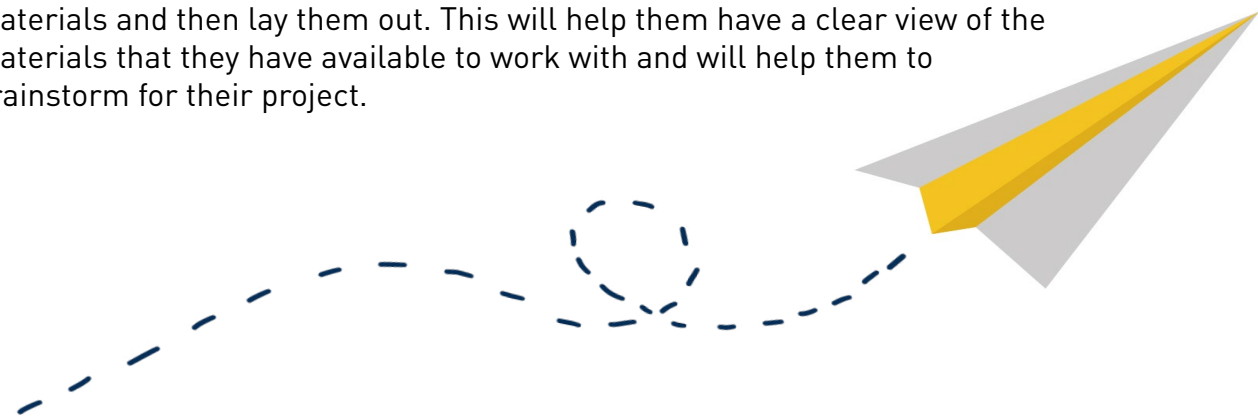 aterials and then lay them out. This will help them have a clear view of the
aterials that they have available to work with and will help them to
rainstorm for their project.